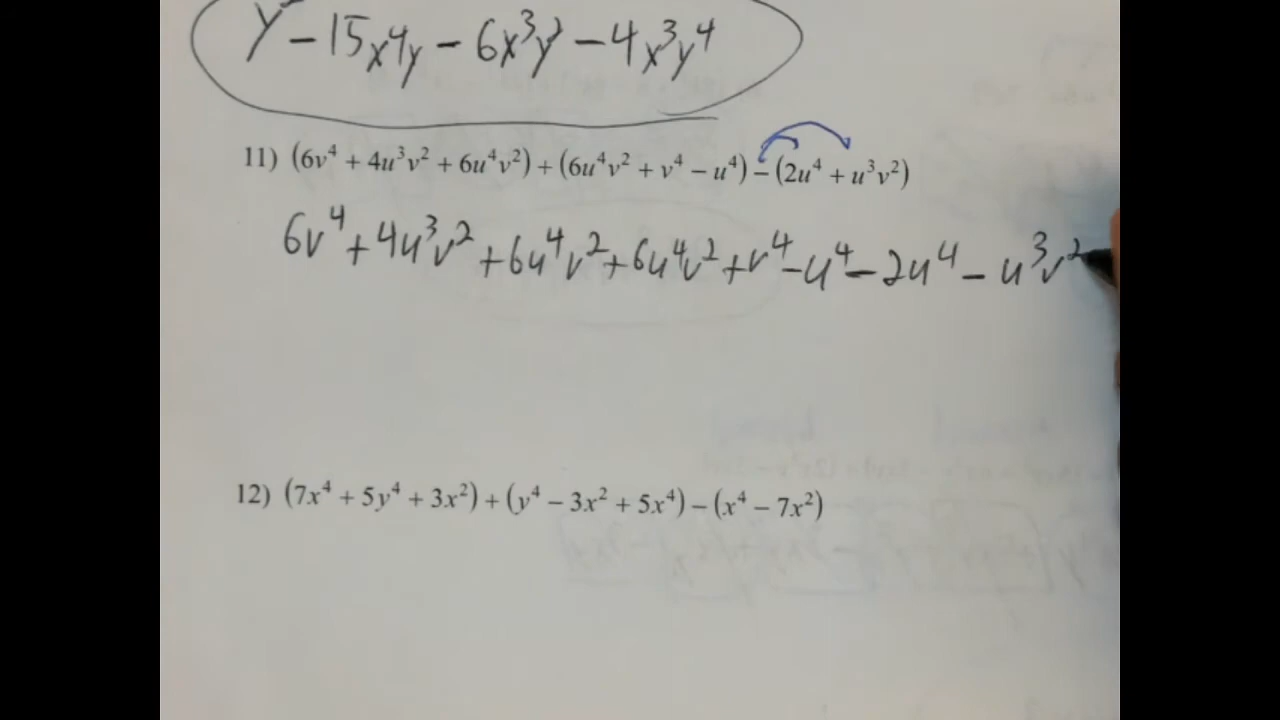 y − 15x⁴y − 6x³y² − 4x³y⁴
11) (6v⁴ + 4u³v² + 6u⁴v²) + (6u⁴v² + v⁴ − u⁴) − (2u⁴ + u³v²)
6v⁴ + 4u³v² + 6u⁴v² + 6u⁴v² + v⁴ − u⁴ − 2u⁴ − u³v²
12) (7x⁴ + 5y⁴ + 3x²) + (y⁴ − 3x² + 5x⁴) − (x⁴ − 7x²)